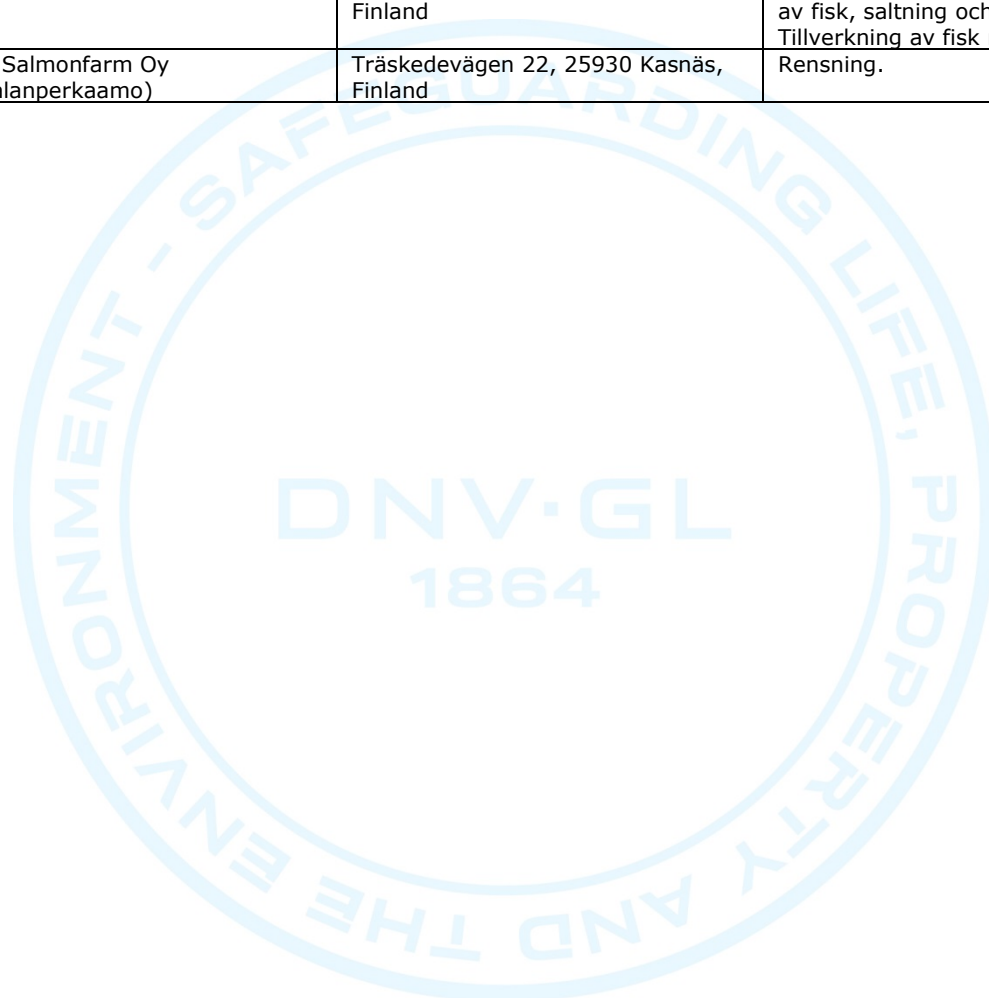 Finland
av fisk, saltning och
Tillverkning av fisk
Salmonfarm Oy
Träskedevägen 22, 25930 Kasnäs,
Rensning.
alanperkaamo)
Finland
SAFEGUARDING LIFE, PROPERTY AND THE ENVIRONMENT -
DNV·GL
1864